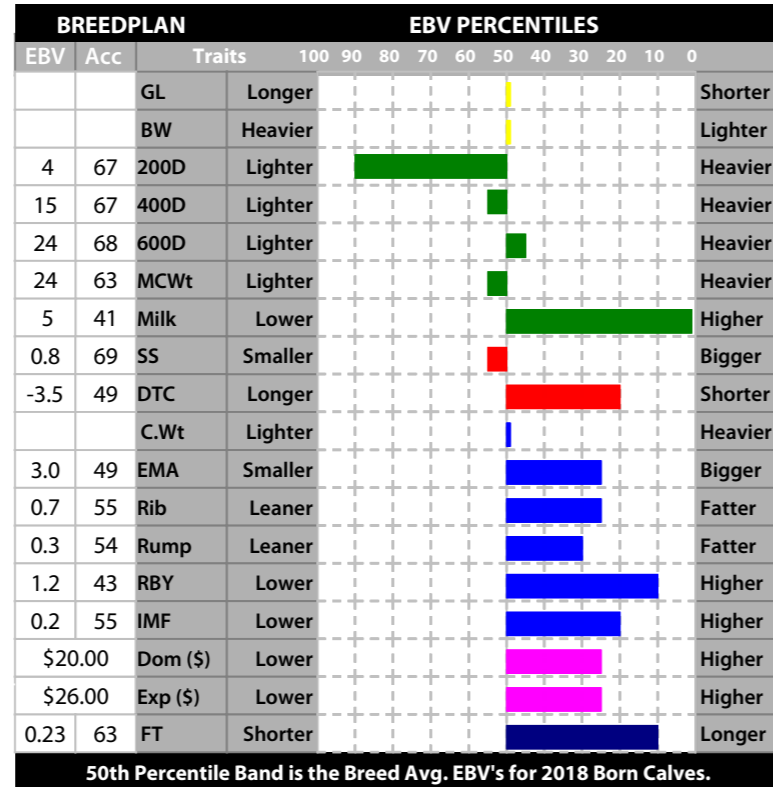 BREEDPLAN EBV PERCENTILES
EBV Acc Traits 100 90 80 70 60 50 40 30 20 10 0
GL Longer Shorter
BW Heavier Lighter
4 67 200D Lighter Heavier
15 67 400D Lighter Heavier
24 68 600D Lighter Heavier
24 63 MCWt Lighter Heavier
5 41 Milk Lower Higher
0.8 69 SS Smaller Bigger
-3.5 49 DTC Longer Shorter
C.Wt Lighter Heavier
3.0 49 EMA Smaller Bigger
0.7 55 Rib Leaner Fatter
0.3 54 Rump Leaner Fatter
1.2 43 RBY Lower Higher
0.2 55 IMF Lower Higher
$20.00 Dom ($) Lower Higher
$26.00 Exp ($) Lower Higher
0.23 63 FT Shorter Longer
50th Percentile Band is the Breed Avg. EBV's for 2018 Born Calves.